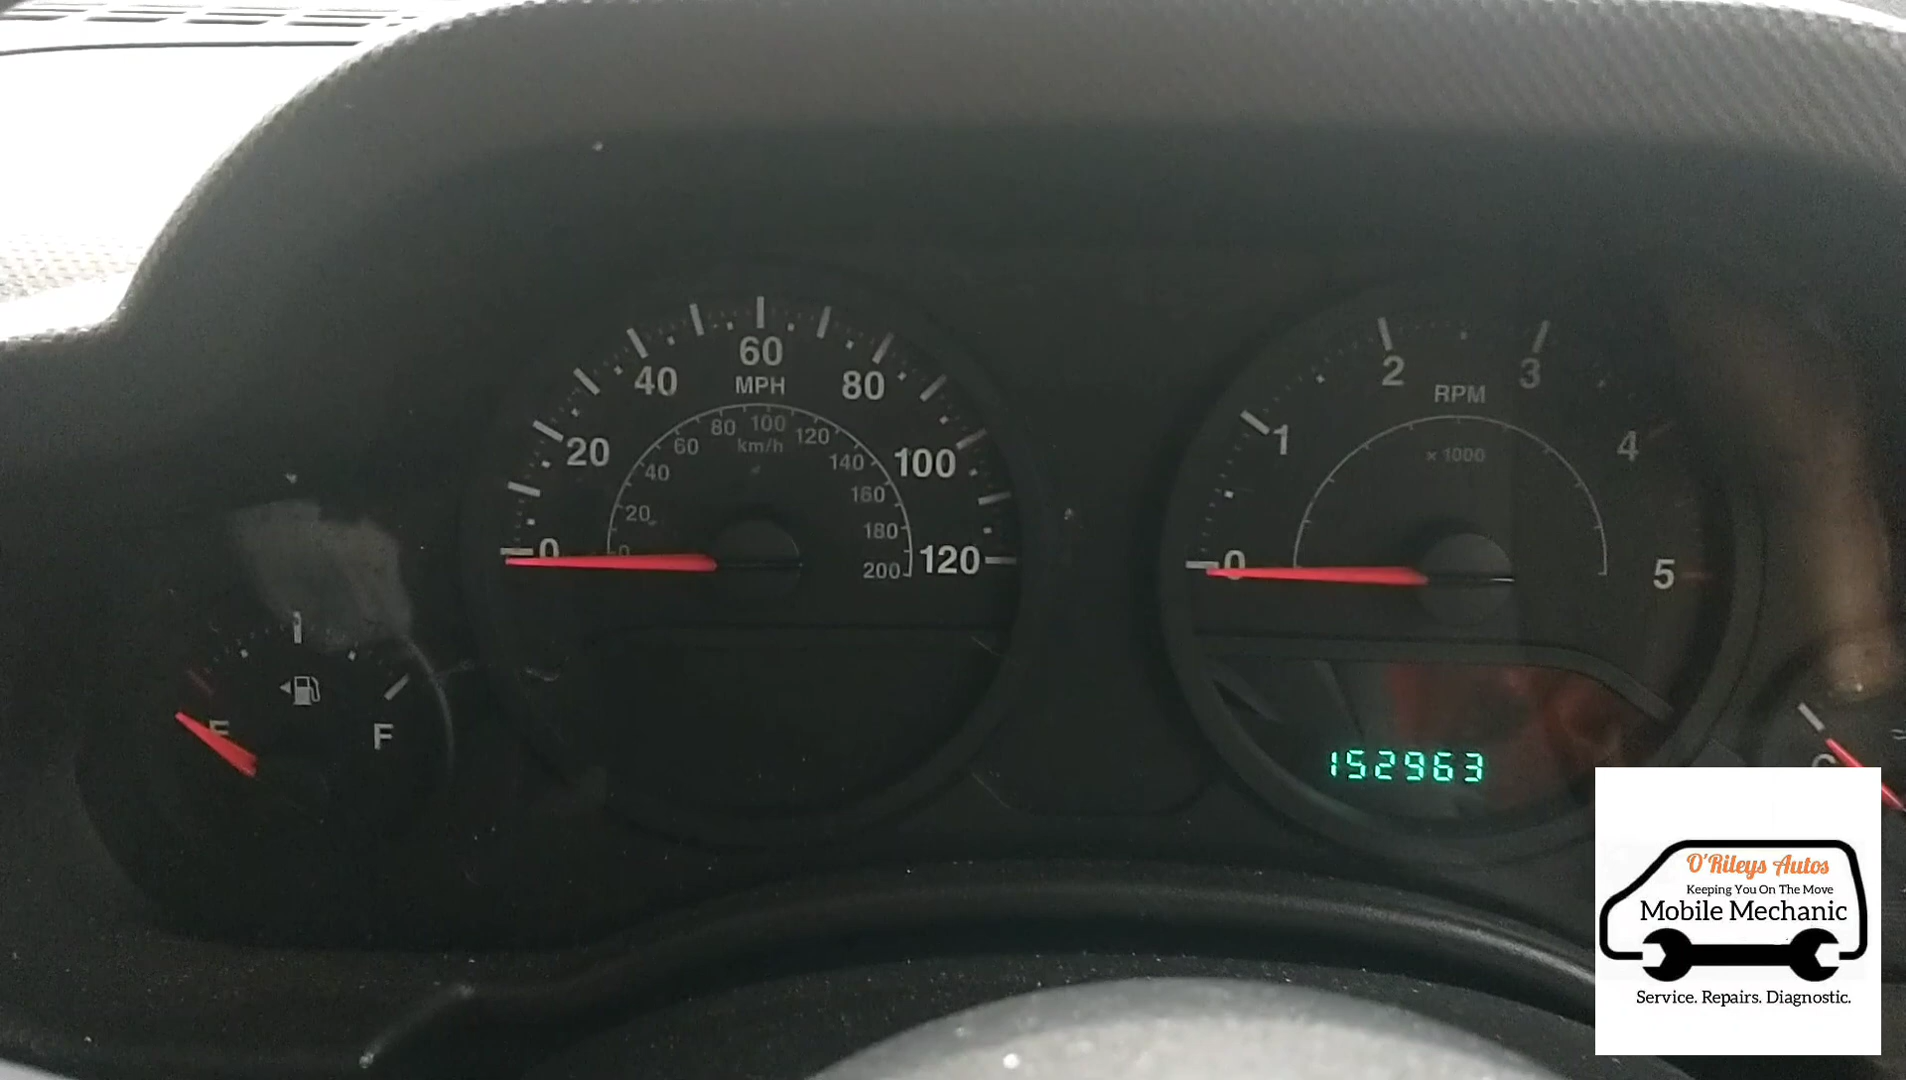 60
MPH
40
80
20
100
0
120
80 100 120
km/h
60
140
40
160
20
180
0
200
2
3
RPM
1
4
x 1000
0
5
E
F
152963
C
O'Rileys Autos
Keeping You On The Move
Mobile Mechanic
Service. Repairs. Diagnostic.